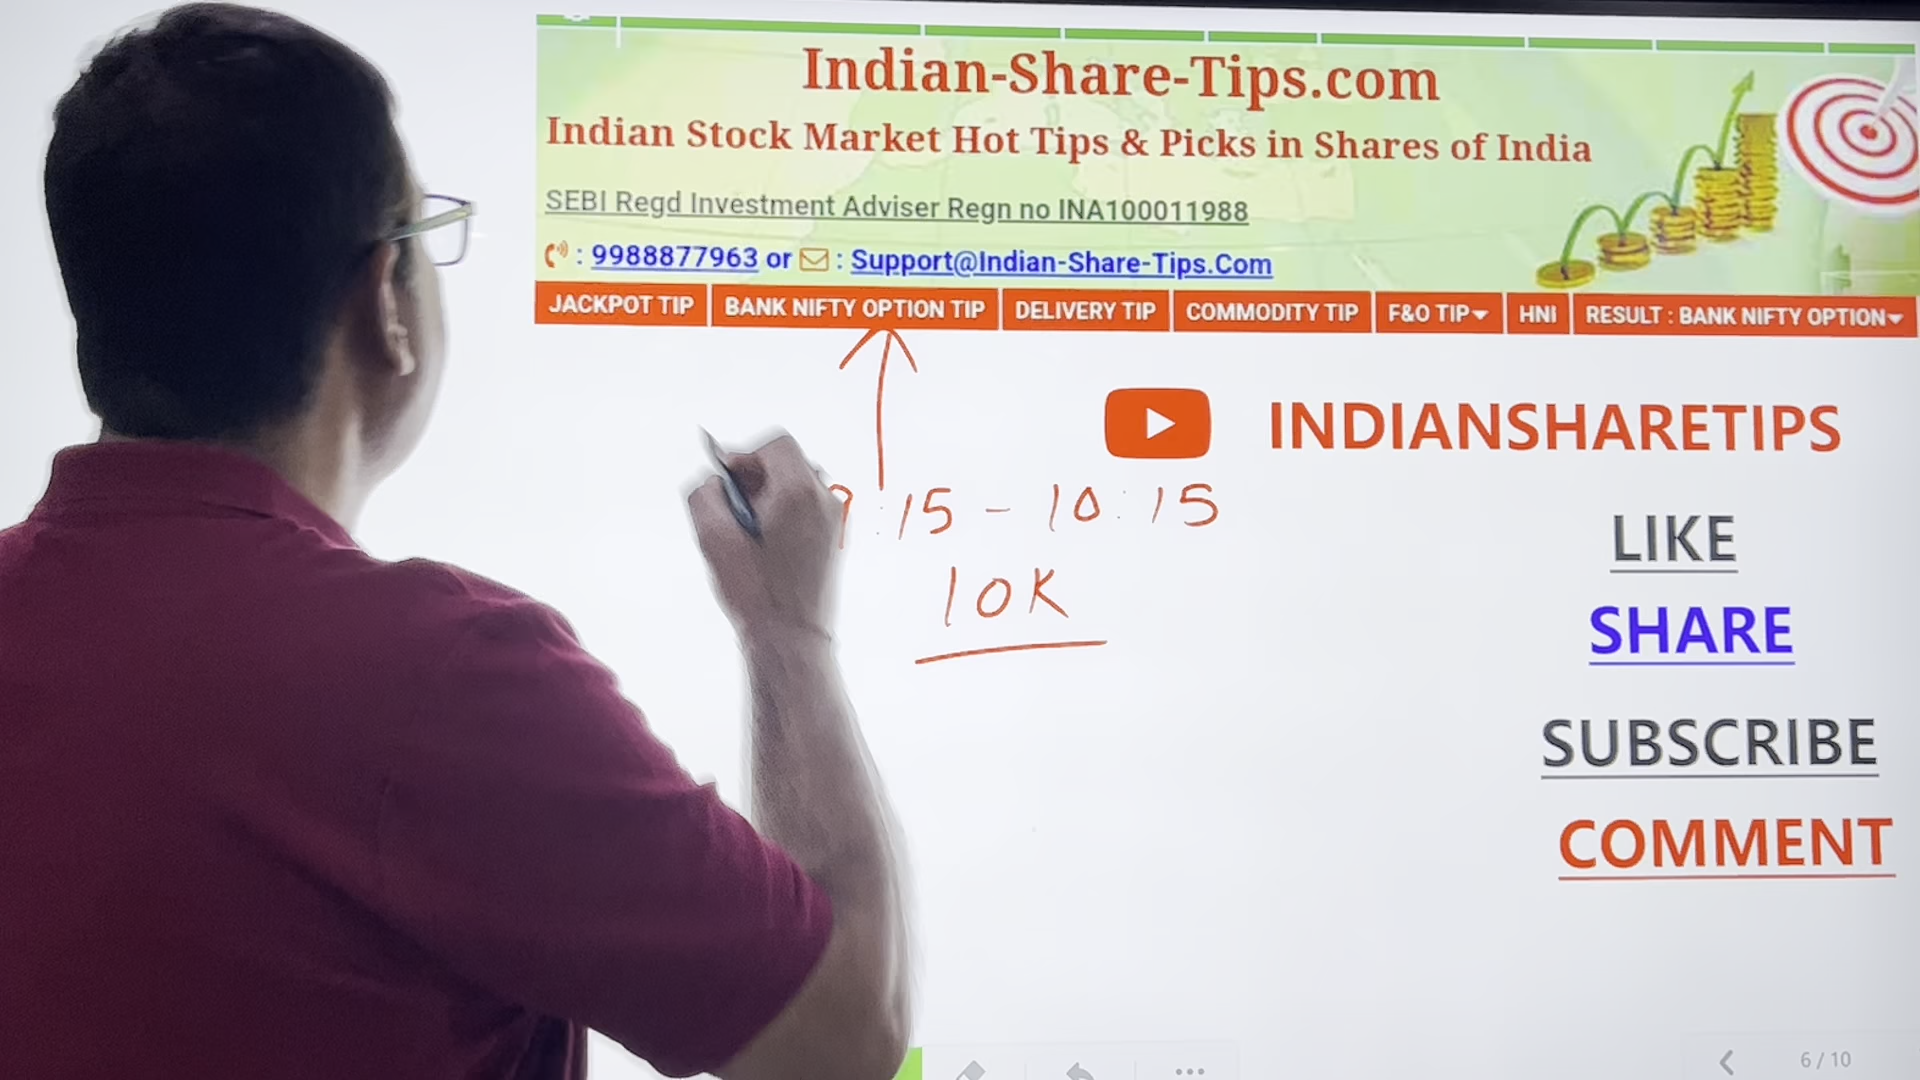 Indian-Share-Tips.com
Indian Stock Market Hot Tips & Picks in Shares of India
SEBI Regd Investment Adviser Regn no INA100011988
: 9988877963 or : Support@Indian-Share-Tips.Com
JACKPOT TIP BANK NIFTY OPTION TIP DELIVERY TIP COMMODITY TIP F&O TIP HNI RESULT : BANK NIFTY OPTION
INDIANSHARETIPS
9:15 - 10:15
10K
LIKE
SHARE
SUBSCRIBE
COMMENT
6/10